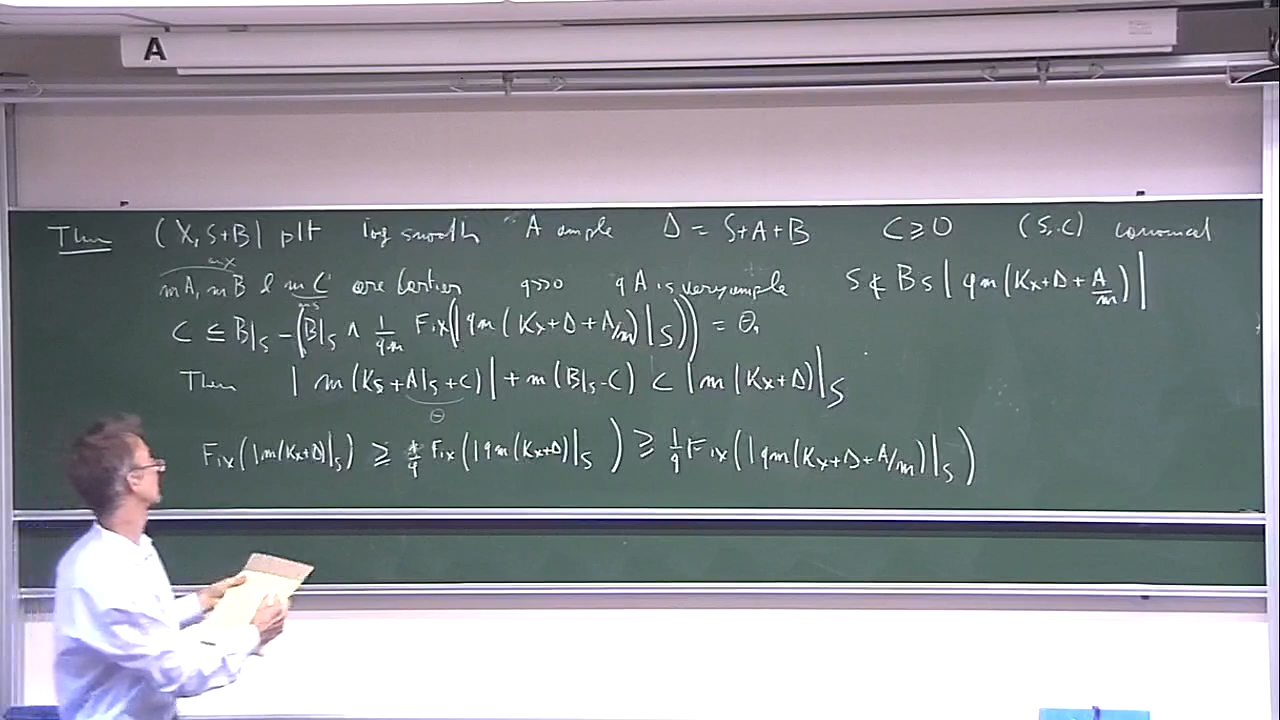 A
Thm (X, S+B) plt log smooth A ample Δ = S+A+B C ≥ 0 (S, C) canonical
mA, mB & mC are Cartier q>>0 qA is very ample S ⊄ Bs | qm(K_X+Δ+A/m) |
on X
on S
C ≤ B|_S - (B|_S ∧ 1/qm Fix(|qm(K_X+Δ+A/m)|_S)) = Θ,
Then | m(K_S+A|_S+C) | + m(B|_S-C) ⊂ |m(K_X+Δ)|_S
Θ
Fix(|m(K_X+Δ)|_S) ≥ 1/q Fix(|qm(K_X+Δ)|_S) ≥ 1/q Fix(|qm(K_X+Δ+A/m)|_S)